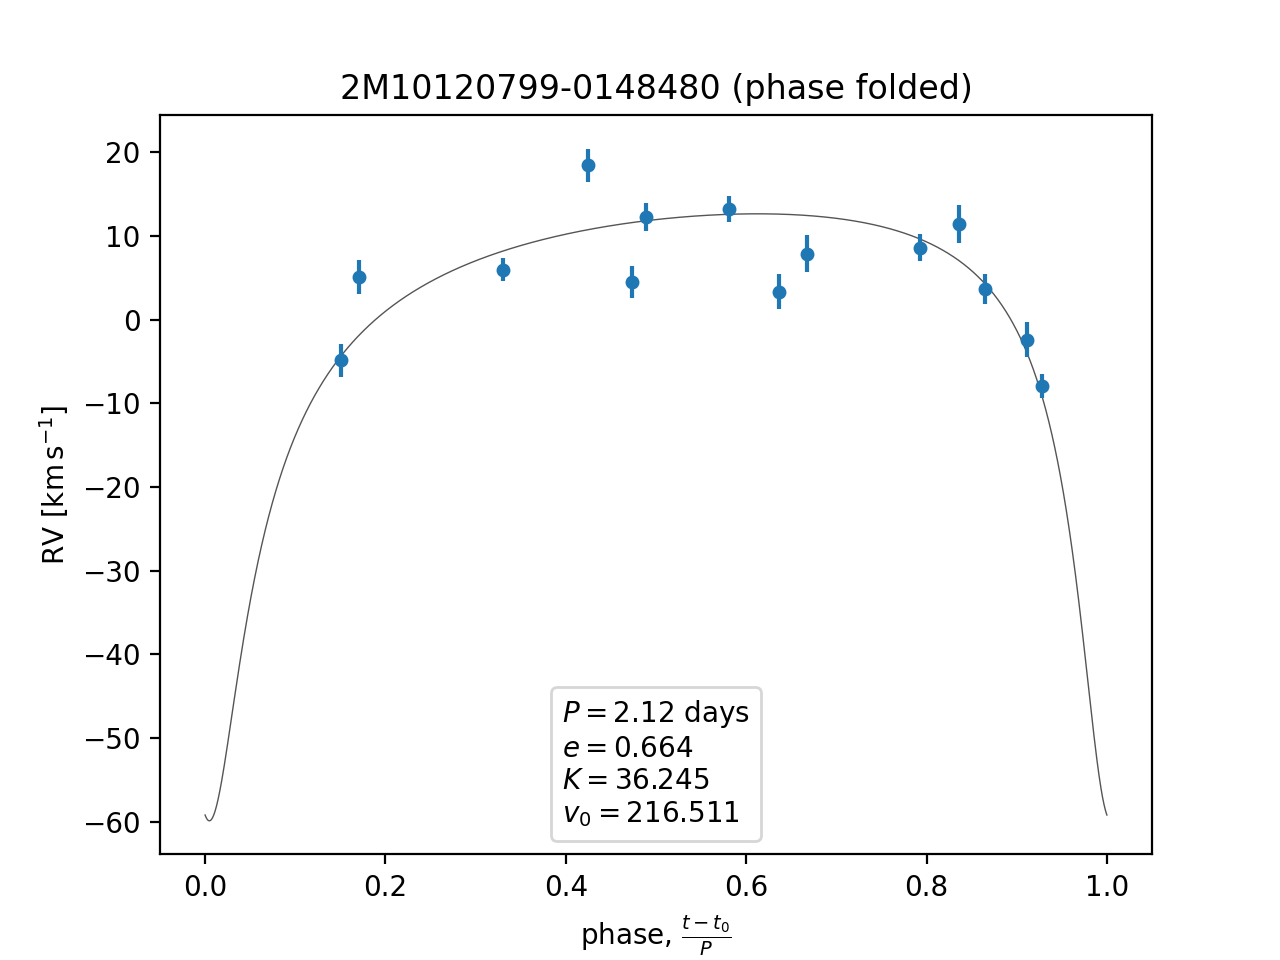 2M10120799-0148480 (phase folded)
20
10
0
−10
−20
−30
−40
−50
−60
RV [km s⁻¹]
P = 2.12 days
e = 0.664
K = 36.245
v₀ = 216.511
0.0 0.2 0.4 0.6 0.8 1.0
phase, (t − t₀)/P